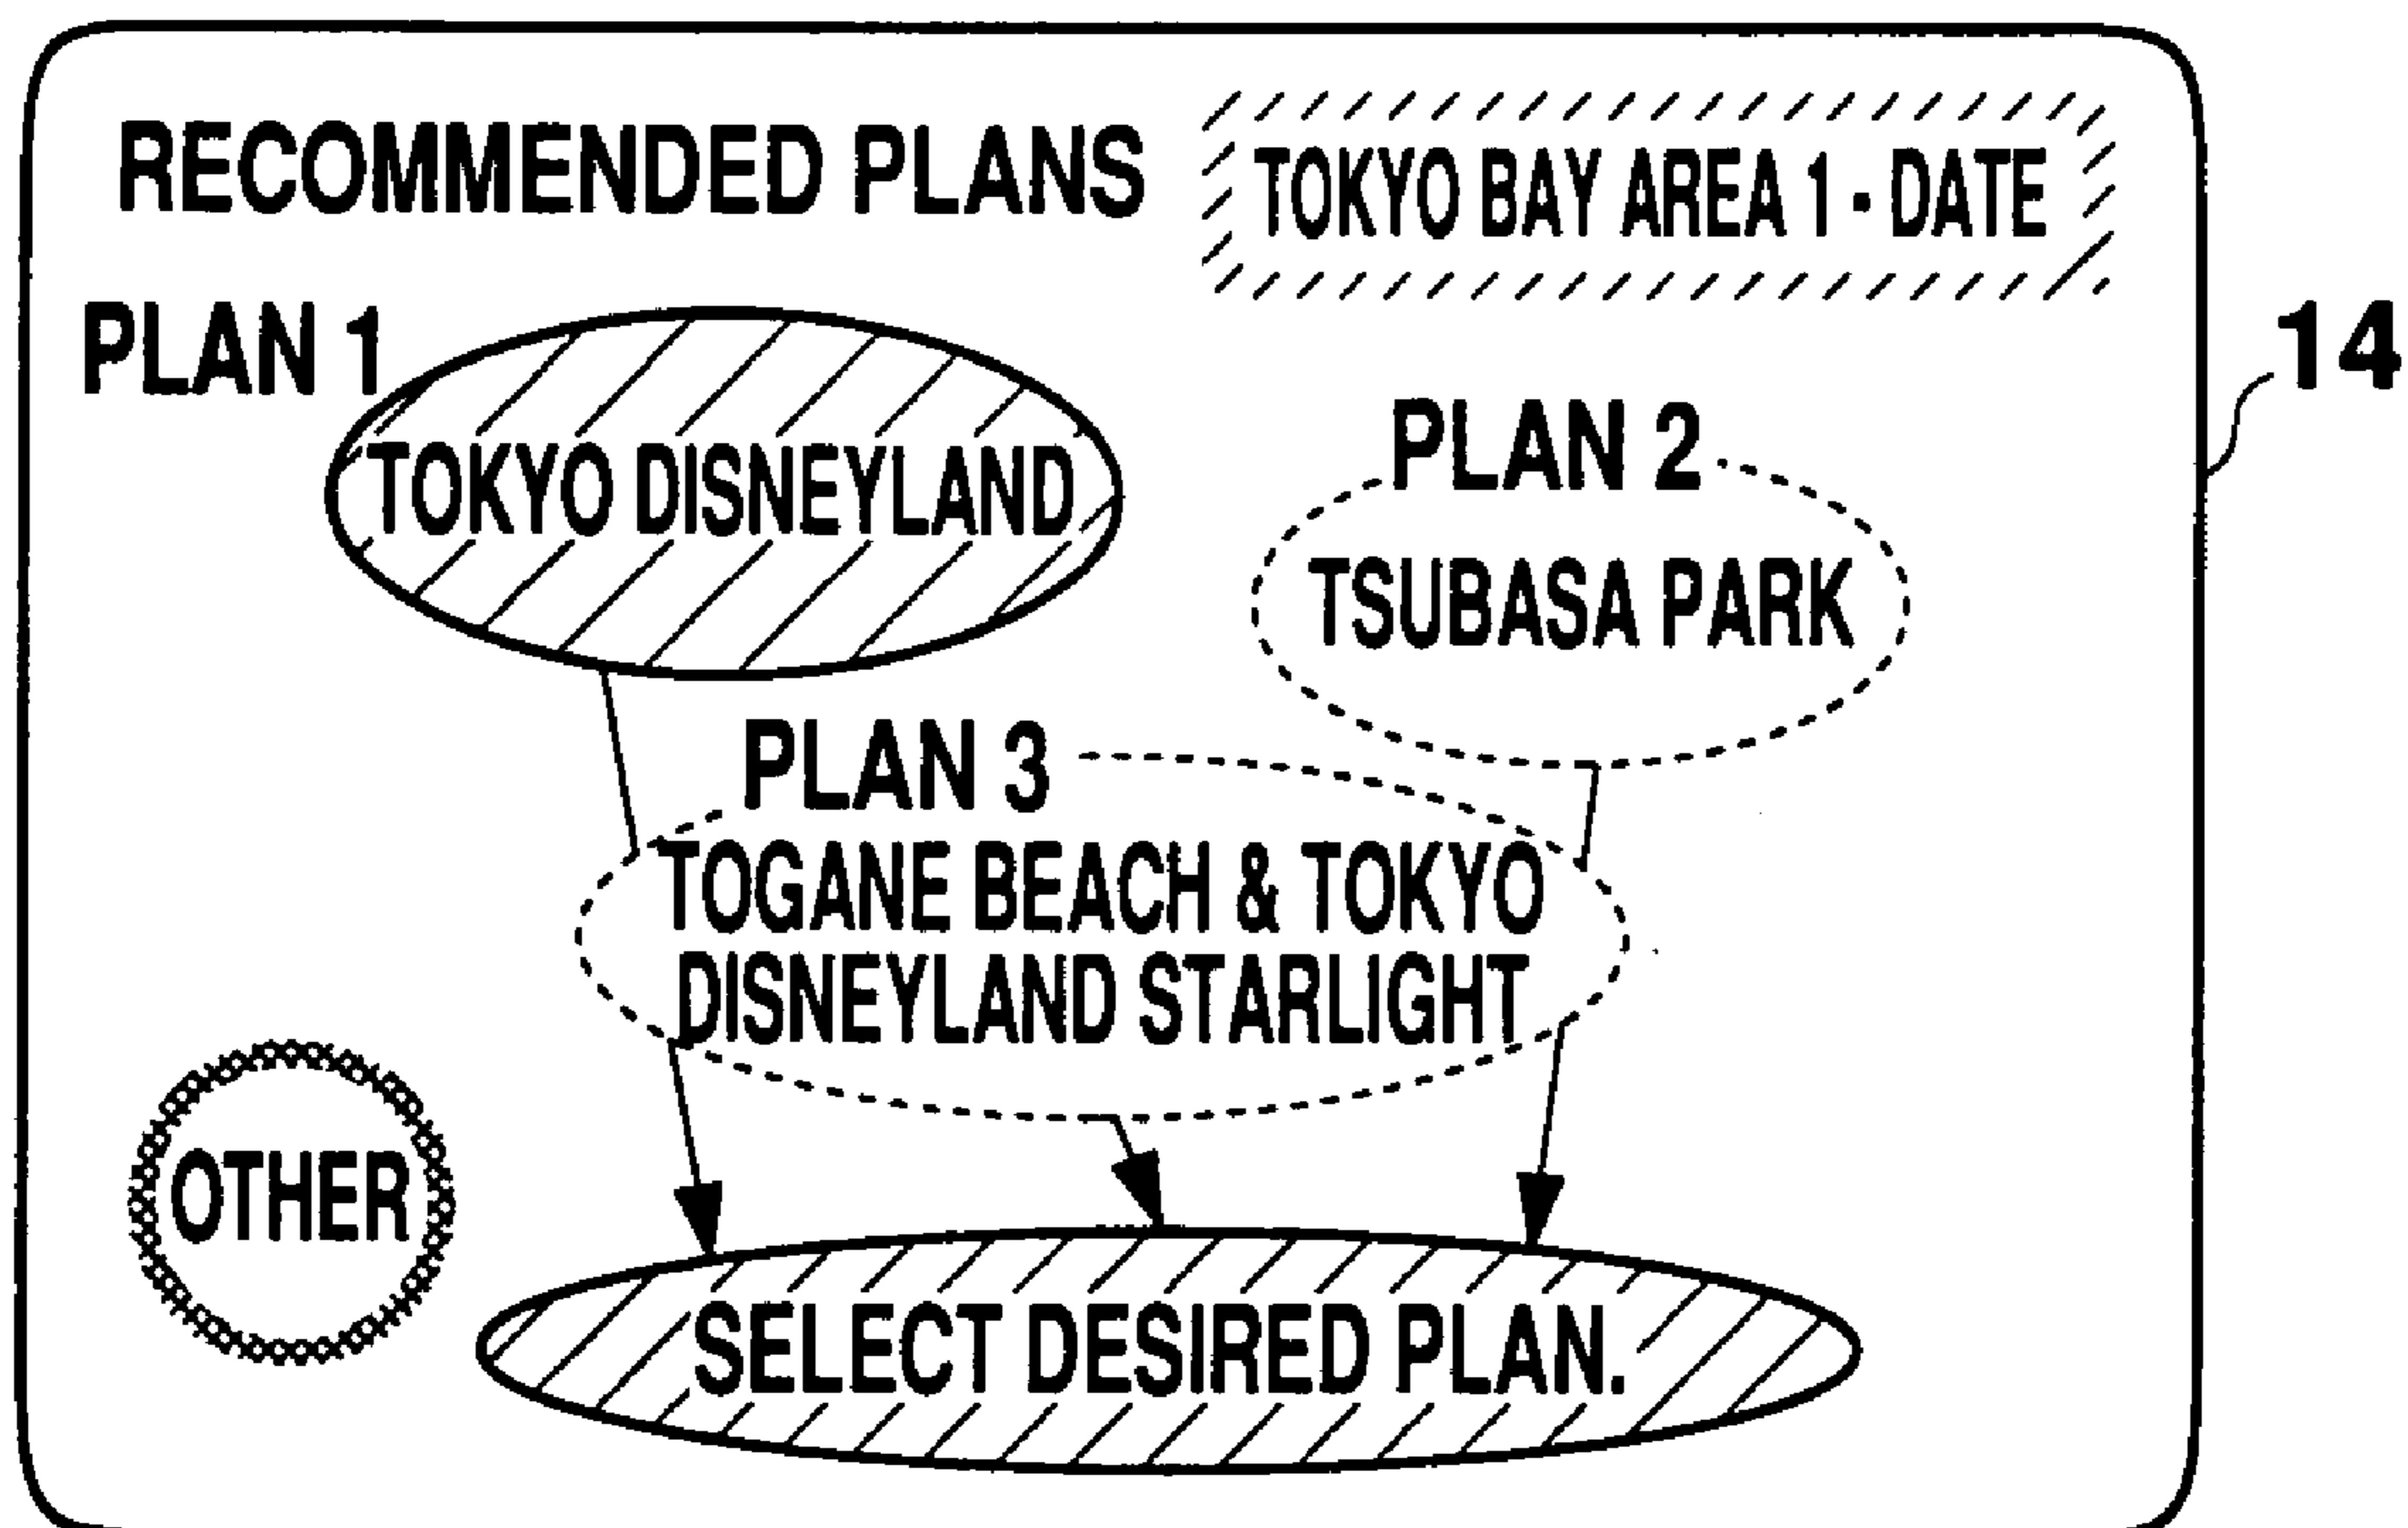 RECOMMENDED PLANS
TOKYO BAY AREA 1 - DATE
PLAN 1
TOKYO DISNEYLAND
14
PLAN 2
TSUBASA PARK
PLAN 3
TOGANE BEACH & TOKYO
DISNEYLAND STARLIGHT
OTHER
SELECT DESIRED PLAN.